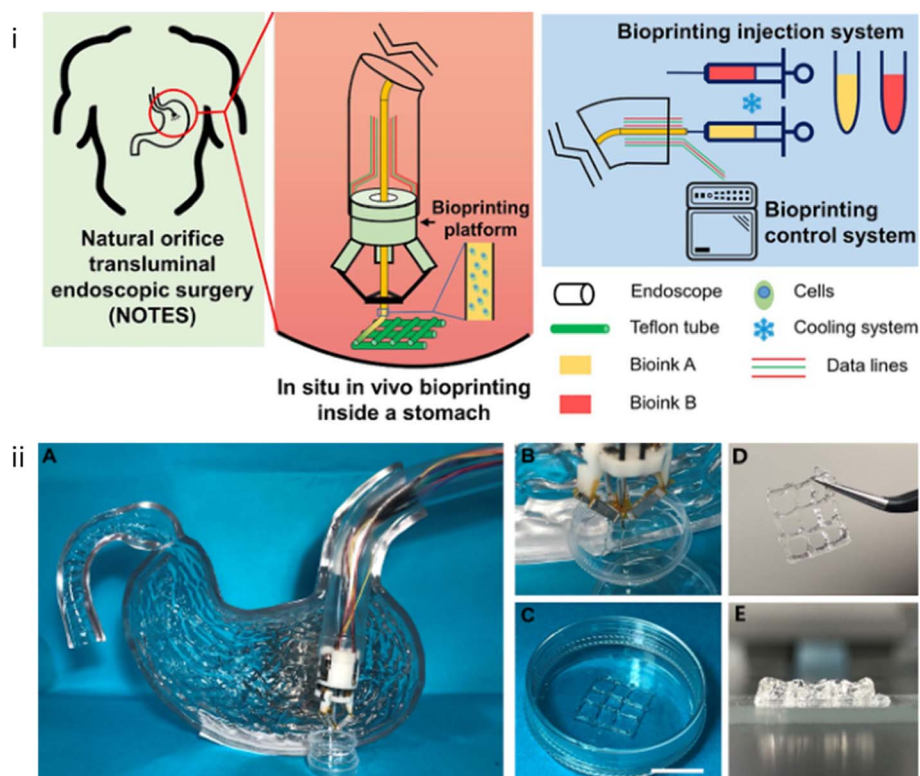 i
Natural orifice
transluminal
endoscopic surgery
(NOTES)
Bioprinting
platform
In situ in vivo bioprinting
inside a stomach
Bioprinting injection system
Bioprinting
control system
Endoscope
Cells
Teflon tube
Cooling system
Bioink A
Data lines
Bioink B
ii
A
B
C
D
E